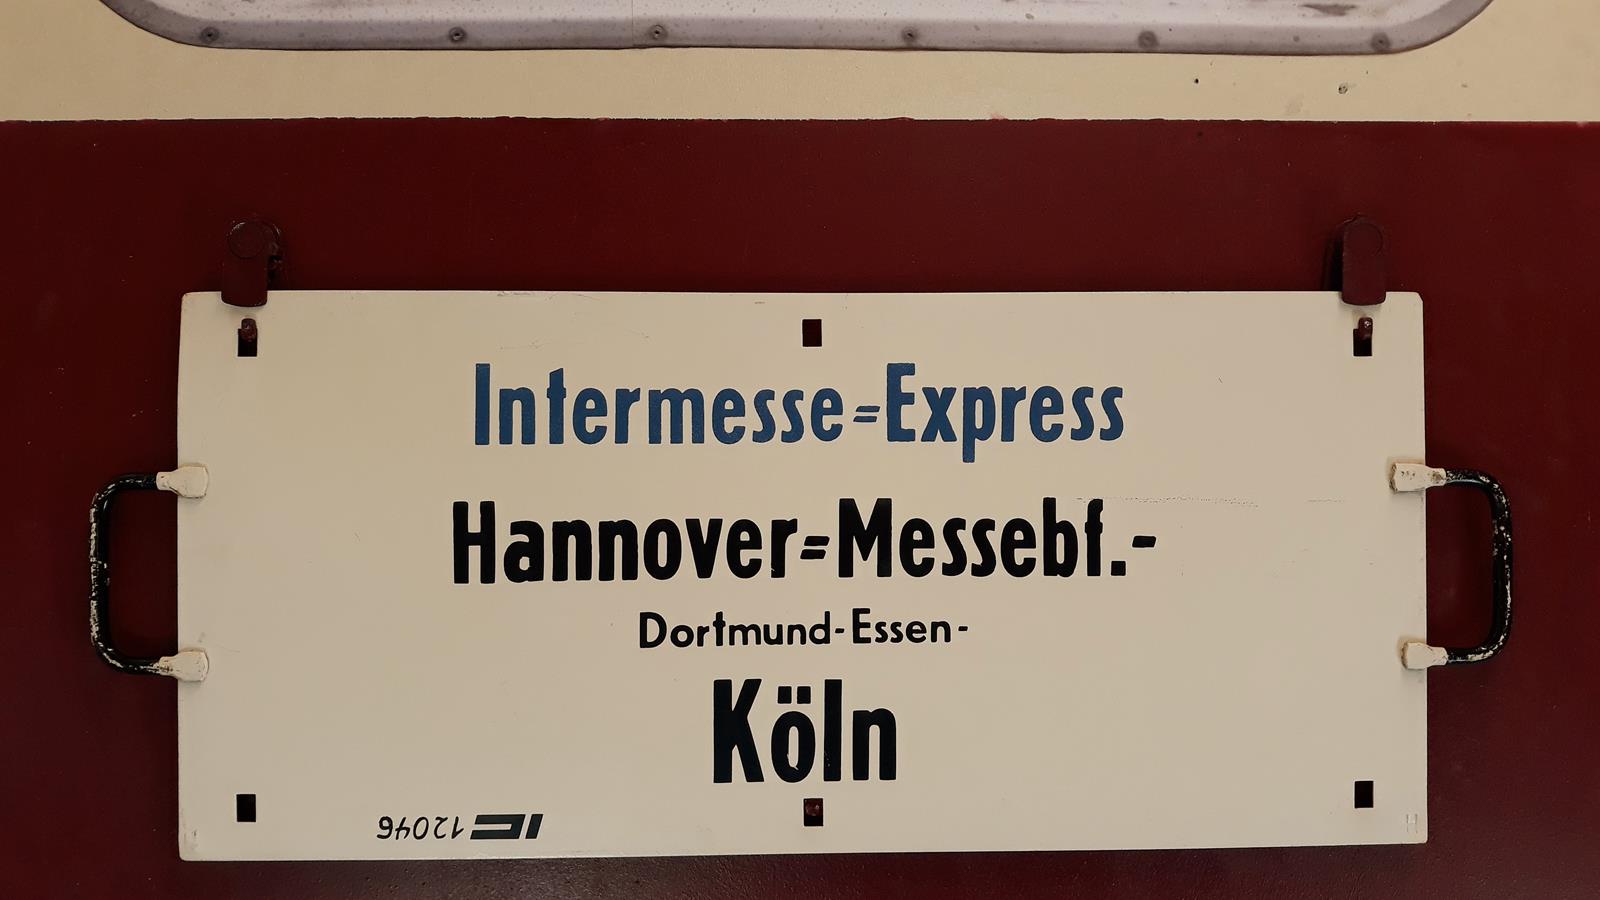 Intermesse=Express
Hannover=Messebf.-
Dortmund-Essen-
Köln
IC 12046